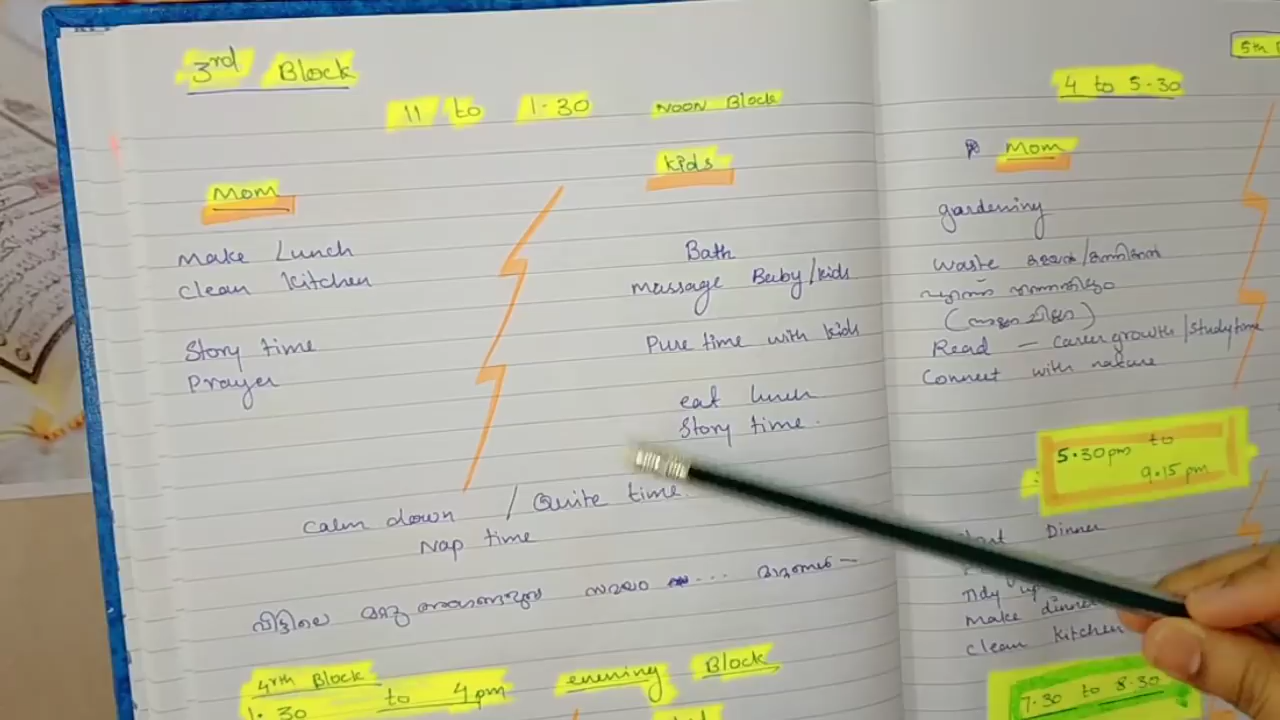 3rd Block
11 to 1.30 NOON Block
Mom
Make Lunch
Clean Kitchen
Story time
Prayer
Kids
Bath
Massage Baby/kids
Pure time with kids
eat lunch
Story time.
Calm down / Quite time.
Nap time
വീട്ടിലെ മറ്റു സമയം ...
4rth Block
1.30 to 4pm evening Block
5th
4 to 5.30
Mom
gardening
Waste
Read - Career growth/Study time
Connect with nature
5.30pm to
9.15pm
Dinner
Tidy up
Make dinner
Clean Kitchen
7.30 to 8.30